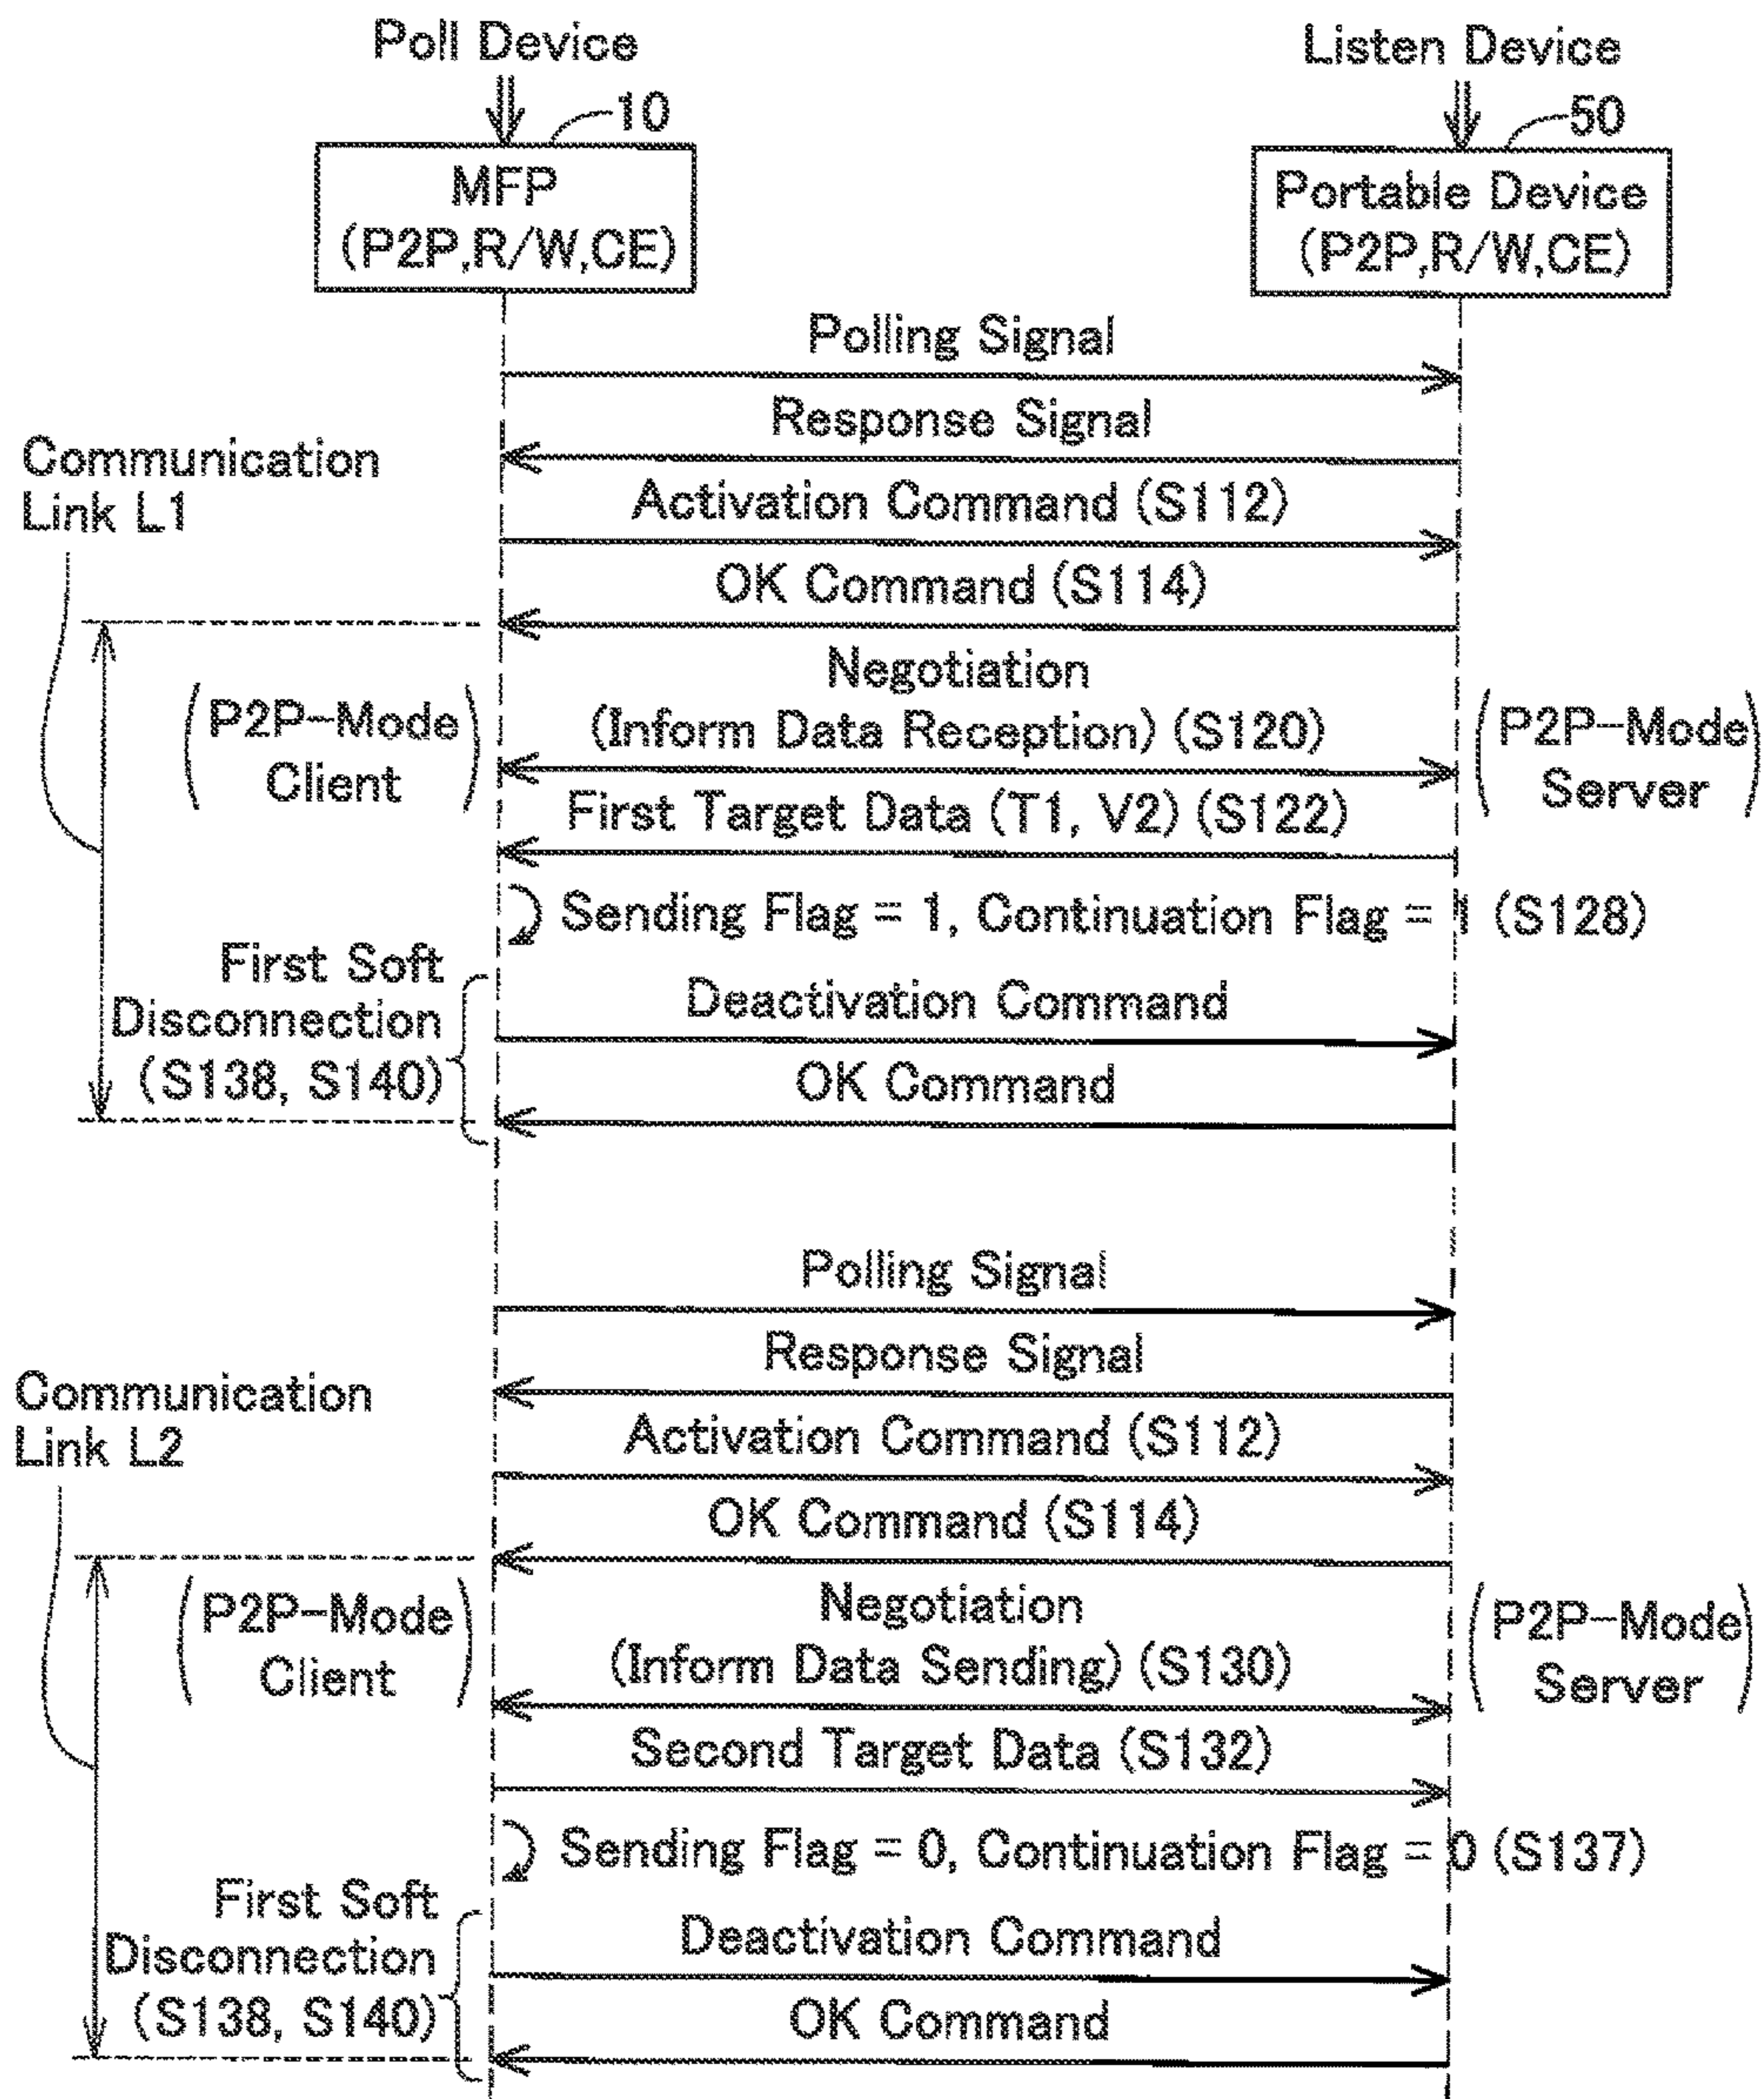 Poll Device
Listen Device
10
50
MFP
(P2P,R/W,CE)
Portable Device
(P2P,R/W,CE)
Polling Signal
Response Signal
Communication
Link L1
Activation Command (S112)
OK Command (S114)
Negotiation
(Inform Data Reception) (S120)
(P2P-Mode
Client)
(P2P-Mode
Server)
First Target Data (T1, V2) (S122)
Sending Flag = 1, Continuation Flag = 1 (S128)
First Soft
Disconnection
(S138, S140)
Deactivation Command
OK Command
Polling Signal
Response Signal
Communication
Link L2
Activation Command (S112)
OK Command (S114)
Negotiation
(Inform Data Sending) (S130)
(P2P-Mode
Client)
(P2P-Mode
Server)
Second Target Data (S132)
Sending Flag = 0, Continuation Flag = 0 (S137)
First Soft
Disconnection
(S138, S140)
Deactivation Command
OK Command